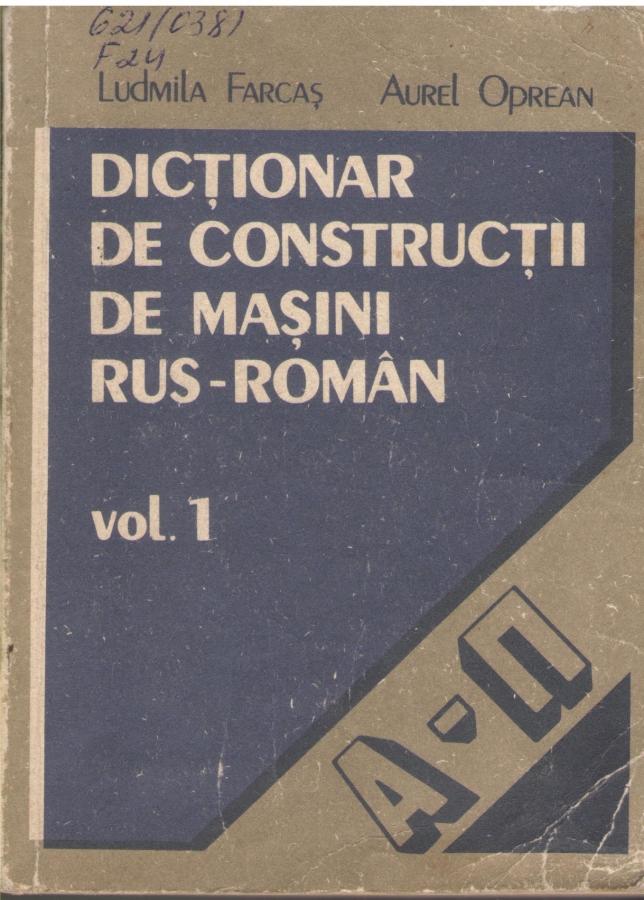 621/(038)
F24
Ludmila FARCAȘ Aurel OPREAN
DICȚIONAR
DE CONSTRUCȚII
DE MAȘINI
RUS-ROMÂN
vol. 1
А-П